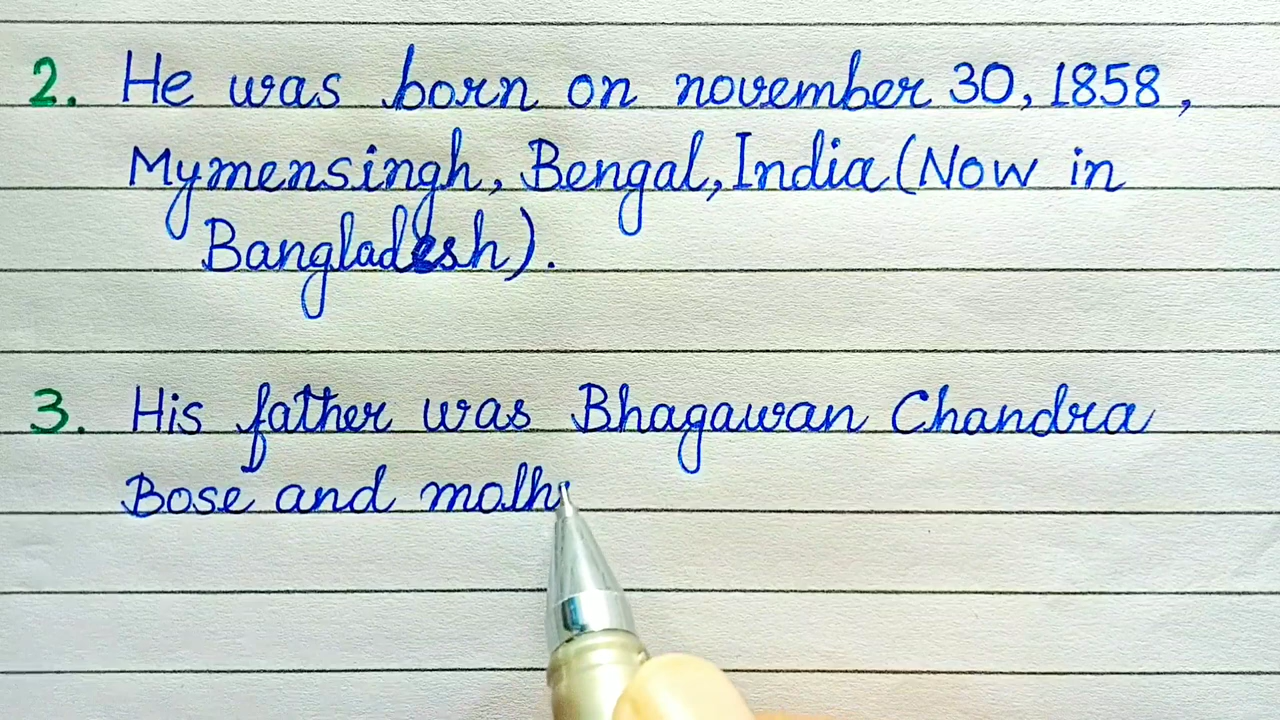 2. He was born on november 30, 1858,
Mymensingh, Bengal, India (Now in
Bangladesh).
3. His father was Bhagawan Chandra
Bose and moth